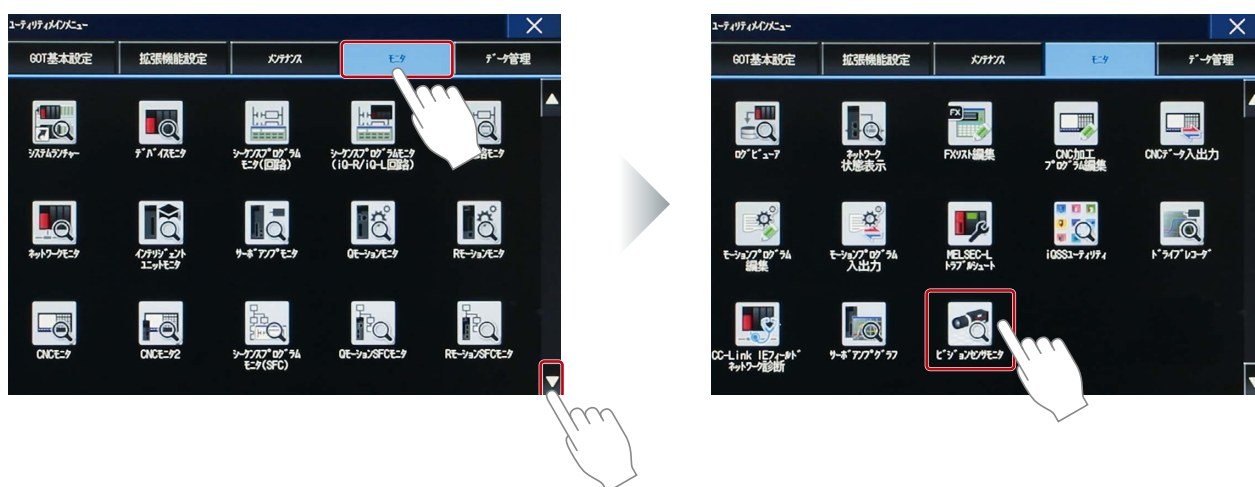 ﾕｰﾃｨﾘﾃｨﾒｲﾝﾒﾆｭｰ
GOT基本設定 拡張機能設定 ﾒﾝﾃﾅﾝｽ ﾓﾆﾀ ﾃﾞｰﾀ管理
ｼｽﾃﾑﾗﾝﾁｬｰ
ﾃﾞﾊﾞｲｽﾓﾆﾀ
ｼｰｹﾝｽﾌﾟﾛｸﾞﾗﾑ
ﾓﾆﾀ(回路)
ｼｰｹﾝｽﾌﾟﾛｸﾞﾗﾑﾓﾆﾀ
(iQ-R/iQ-L回路)
路ﾓﾆﾀ
ﾈｯﾄﾜｰｸﾓﾆﾀ
ｲﾝﾃﾘｼﾞｪﾝﾄ
ﾕﾆｯﾄﾓﾆﾀ
ｻｰﾎﾞｱﾝﾌﾟﾓﾆﾀ
Qﾓｰｼｮﾝﾓﾆﾀ
Rﾓｰｼｮﾝﾓﾆﾀ
CNCﾓﾆﾀ
CNCﾓﾆﾀ2
ｼｰｹﾝｽﾌﾟﾛｸﾞﾗﾑ
ﾓﾆﾀ(SFC)
QﾓｰｼｮﾝSFCﾓﾆﾀ
RﾓｰｼｮﾝSFCﾓﾆﾀ
ﾕｰﾃｨﾘﾃｨﾒｲﾝﾒﾆｭｰ
GOT基本設定 拡張機能設定 ﾒﾝﾃﾅﾝｽ ﾓﾆﾀ ﾃﾞｰﾀ管理
ﾛｸﾞﾋﾞｭｰｱ
ﾈｯﾄﾜｰｸ
状態表示
FX
FXﾘｽﾄ編集
CNC加工
ﾌﾟﾛｸﾞﾗﾑ編集
CNCﾃﾞｰﾀ入出力
ﾓｰｼｮﾝﾌﾟﾛｸﾞﾗﾑ
編集
ﾓｰｼｮﾝﾌﾟﾛｸﾞﾗﾑ
入出力
MELSEC-L
ﾄﾗﾌﾞﾙｼｭｰﾄ
iQSSﾕｰﾃｨﾘﾃｨ
ﾄﾞﾗｲﾌﾞﾚｺｰﾀﾞ
CC-Link IEﾌｨｰﾙﾄﾞ
ﾈｯﾄﾜｰｸ診断
ｻｰﾎﾞｱﾝﾌﾟｸﾞﾗﾌ
ﾋﾞｼﾞｮﾝｾﾝｻﾓﾆﾀ